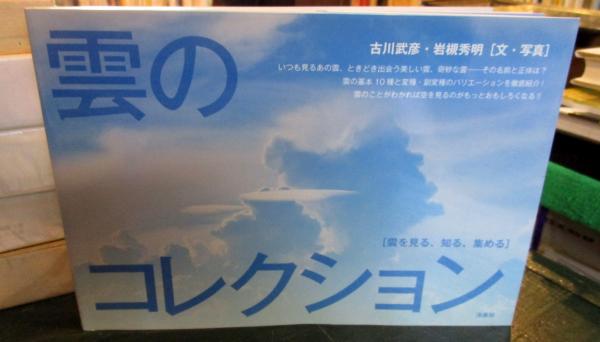 雲の
古川武彦・岩槻秀明［文・写真］
いつも見るあの雲、ときどき出会う美しい雲、奇妙な雲――その名前と正体は？
雲の基本10種と変種・副変種のバリエーションを徹底紹介！
雲のことがわかれば空を見るのがもっとおもしろくなる！
［雲を見る、知る、集める］
コレクション